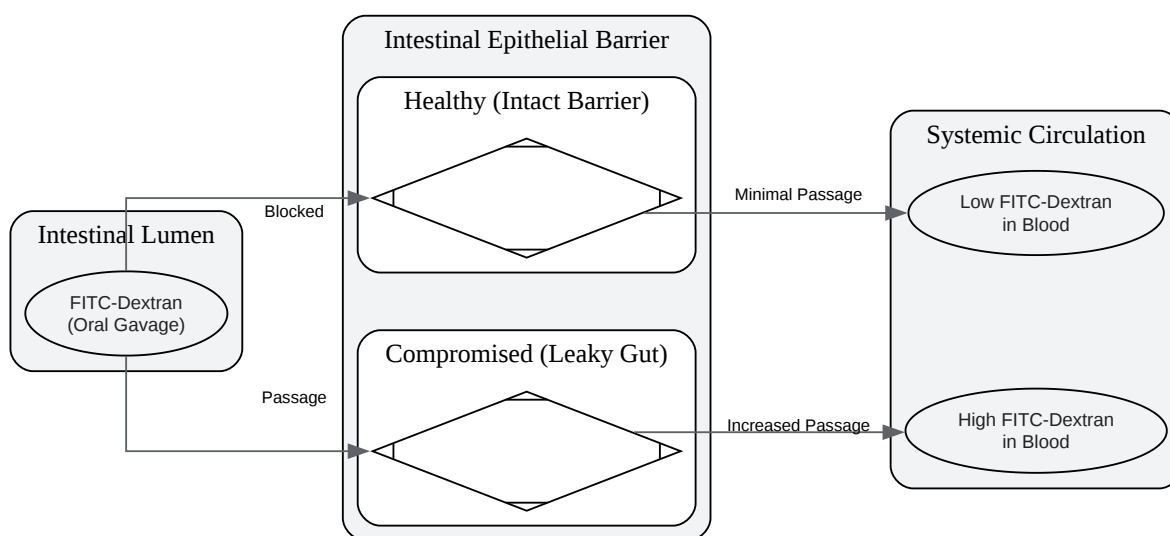 Intestinal Epithelial Barrier
Healthy (Intact Barrier)
Systemic Circulation
Minimal Passage
Low FITC-Dextran
in Blood
Blocked
Intestinal Lumen
FITC-Dextran
(Oral Gavage)
Compromised (Leaky Gut)
Passage
Increased Passage
High FITC-Dextran
in Blood